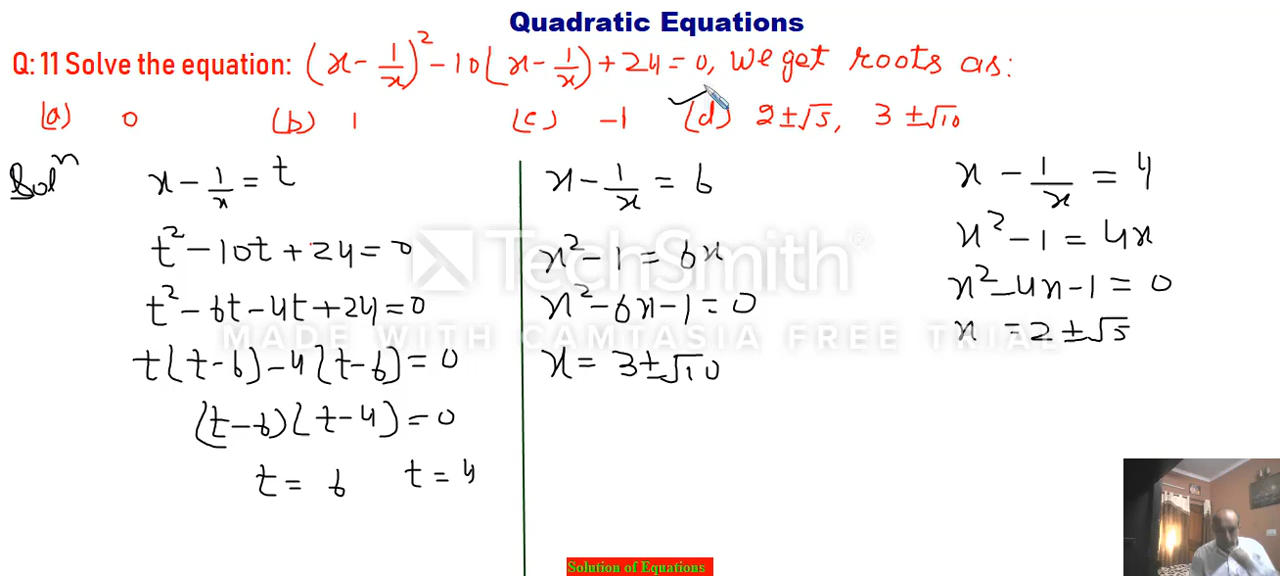 Quadratic Equations
Q: 11 Solve the equation: (x - 1/x)² - 10(x - 1/x) + 24 = 0, we get roots as:
(a) 0 (b) 1 (c) -1 (d) 2 ± √5, 3 ± √10
Solⁿ
x - 1/x = t
t² - 10t + 24 = 0
t² - 6t - 4t + 24 = 0
t(t-6) - 4(t-6) = 0
(t-6)(t-4) = 0
t = 6 t = 4
x - 1/x = 6
x² - 1 = 6x
x² - 6x - 1 = 0
x = 3 ± √10
x - 1/x = 4
x² - 1 = 4x
x² - 4x - 1 = 0
x = 2 ± √5
TechSmith®
MADE WITH CAMTASIA FREE TRIAL
Solution of Equations